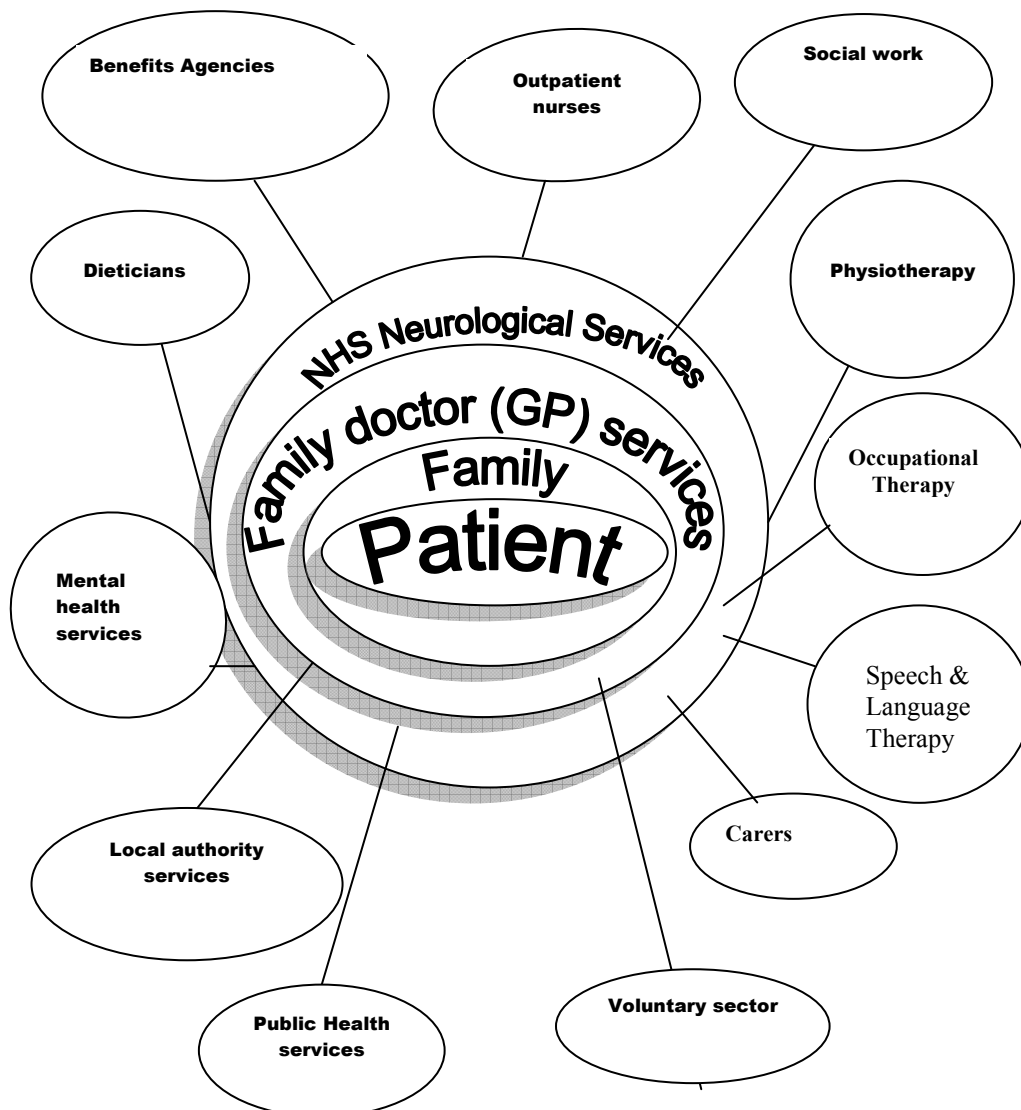 Benefits Agencies
Outpatient
nurses
Social work
Dieticians
Physiotherapy
NHS Neurological Services
Family doctor (GP) services
Family
Patient
Occupational
Therapy
Mental
health
services
Speech &
Language
Therapy
Carers
Local authority
services
Public Health
services
Voluntary sector